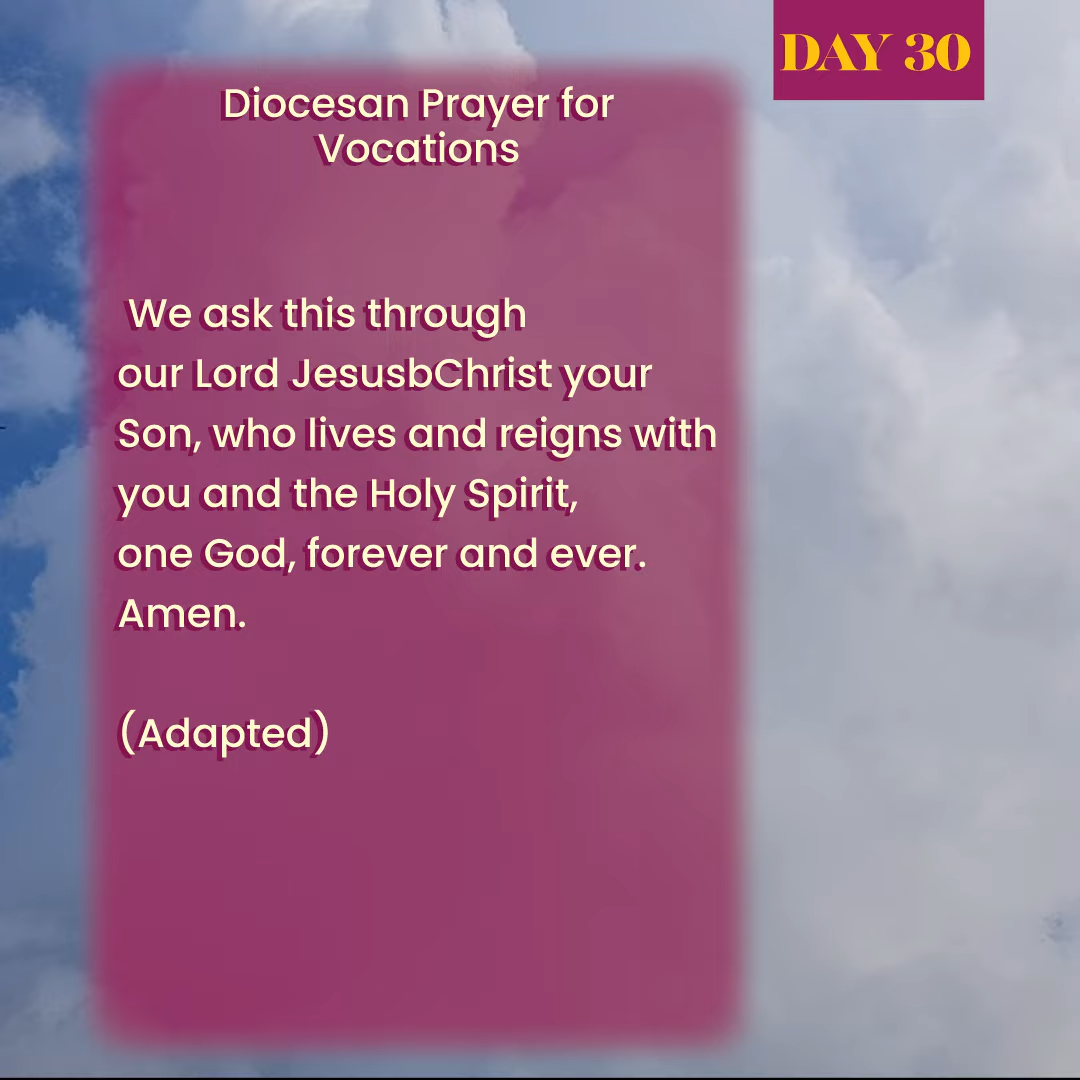 DAY 30
Diocesan Prayer for
Vocations
We ask this through
our Lord JesusbChrist your
Son, who lives and reigns with
you and the Holy Spirit,
one God, forever and ever.
Amen.
(Adapted)